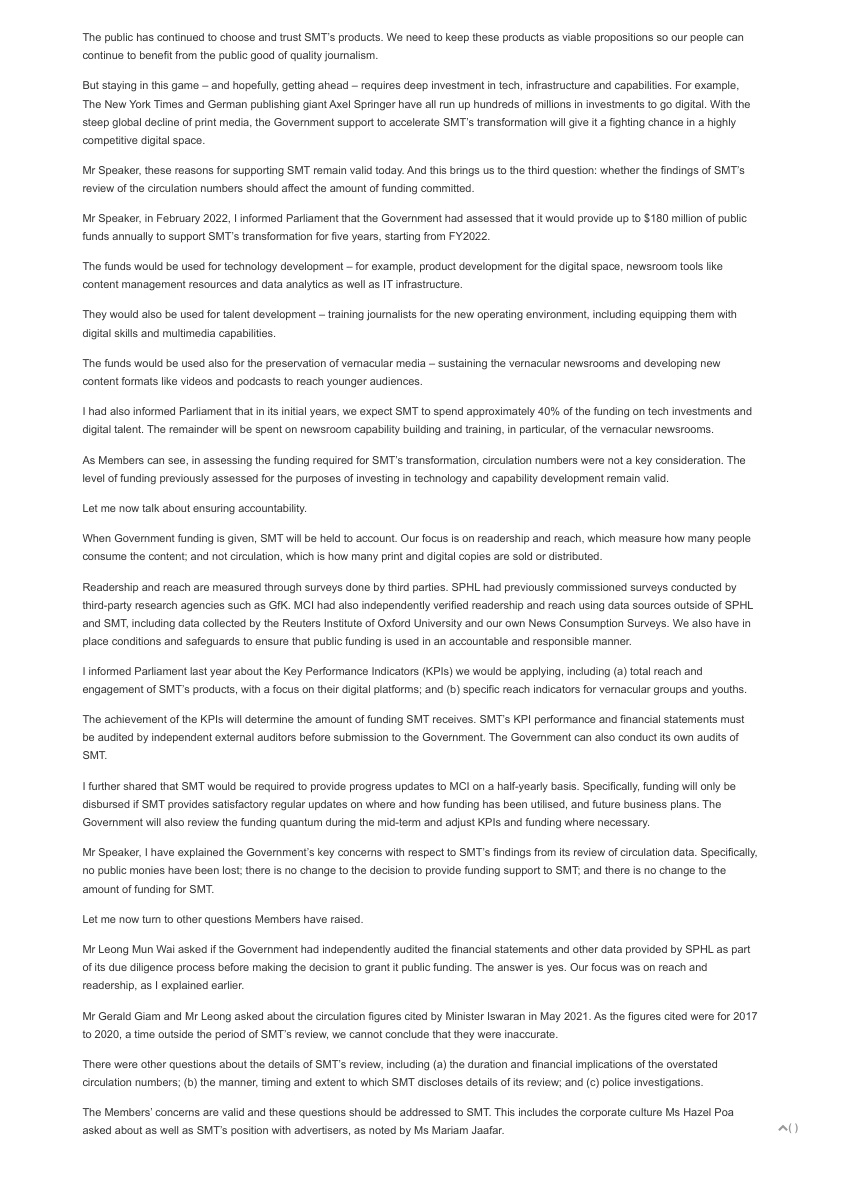 The public has continued to choose and trust SMT's products. We need to keep these products as viable propositions so our people can
continue to benefit from the public good of quality journalism.
But staying in this game – and hopefully, getting ahead – requires deep investment in tech, infrastructure and capabilities. For example,
The New York Times and German publishing giant Axel Springer have all run up hundreds of millions in investments to go digital. With the
steep global decline of print media, the Government support to accelerate SMT's transformation will give it a fighting chance in a highly
competitive digital space.
Mr Speaker, these reasons for supporting SMT remain valid today. And this brings us to the third question: whether the findings of SMT's
review of the circulation numbers should affect the amount of funding committed.
Mr Speaker, in February 2022, I informed Parliament that the Government had assessed that it would provide up to $180 million of public
funds annually to support SMT's transformation for five years, starting from FY2022.
The funds would be used for technology development – for example, product development for the digital space, newsroom tools like
content management resources and data analytics as well as IT infrastructure.
They would also be used for talent development – training journalists for the new operating environment, including equipping them with
digital skills and multimedia capabilities.
The funds would be used also for the preservation of vernacular media – sustaining the vernacular newsrooms and developing new
content formats like videos and podcasts to reach younger audiences.
I had also informed Parliament that in its initial years, we expect SMT to spend approximately 40% of the funding on tech investments and
digital talent. The remainder will be spent on newsroom capability building and training, in particular, of the vernacular newsrooms.
As Members can see, in assessing the funding required for SMT's transformation, circulation numbers were not a key consideration. The
level of funding previously assessed for the purposes of investing in technology and capability development remain valid.
Let me now talk about ensuring accountability.
When Government funding is given, SMT will be held to account. Our focus is on readership and reach, which measure how many people
consume the content; and not circulation, which is how many print and digital copies are sold or distributed.
Readership and reach are measured through surveys done by third parties. SPHL had previously commissioned surveys conducted by
third-party research agencies such as GfK. MCI had also independently verified readership and reach using data sources outside of SPHL
and SMT, including data collected by the Reuters Institute of Oxford University and our own News Consumption Surveys. We also have in
place conditions and safeguards to ensure that public funding is used in an accountable and responsible manner.
I informed Parliament last year about the Key Performance Indicators (KPIs) we would be applying, including (a) total reach and
engagement of SMT's products, with a focus on their digital platforms; and (b) specific reach indicators for vernacular groups and youths.
The achievement of the KPIs will determine the amount of funding SMT receives. SMT's KPI performance and financial statements must
be audited by independent external auditors before submission to the Government. The Government can also conduct its own audits of
SMT.
I further shared that SMT would be required to provide progress updates to MCI on a half-yearly basis. Specifically, funding will only be
disbursed if SMT provides satisfactory regular updates on where and how funding has been utilised, and future business plans. The
Government will also review the funding quantum during the mid-term and adjust KPIs and funding where necessary.
Mr Speaker, I have explained the Government's key concerns with respect to SMT's findings from its review of circulation data. Specifically,
no public monies have been lost; there is no change to the decision to provide funding support to SMT; and there is no change to the
amount of funding for SMT.
Let me now turn to other questions Members have raised.
Mr Leong Mun Wai asked if the Government had independently audited the financial statements and other data provided by SPHL as part
of its due diligence process before making the decision to grant it public funding. The answer is yes. Our focus was on reach and
readership, as I explained earlier.
Mr Gerald Giam and Mr Leong asked about the circulation figures cited by Minister Iswaran in May 2021. As the figures cited were for 2017
to 2020, a time outside the period of SMT's review, we cannot conclude that they were inaccurate.
There were other questions about the details of SMT's review, including (a) the duration and financial implications of the overstated
circulation numbers; (b) the manner, timing and extent to which SMT discloses details of its review; and (c) police investigations.
The Members' concerns are valid and these questions should be addressed to SMT. This includes the corporate culture Ms Hazel Poa
asked about as well as SMT's position with advertisers, as noted by Ms Mariam Jaafar.
( )